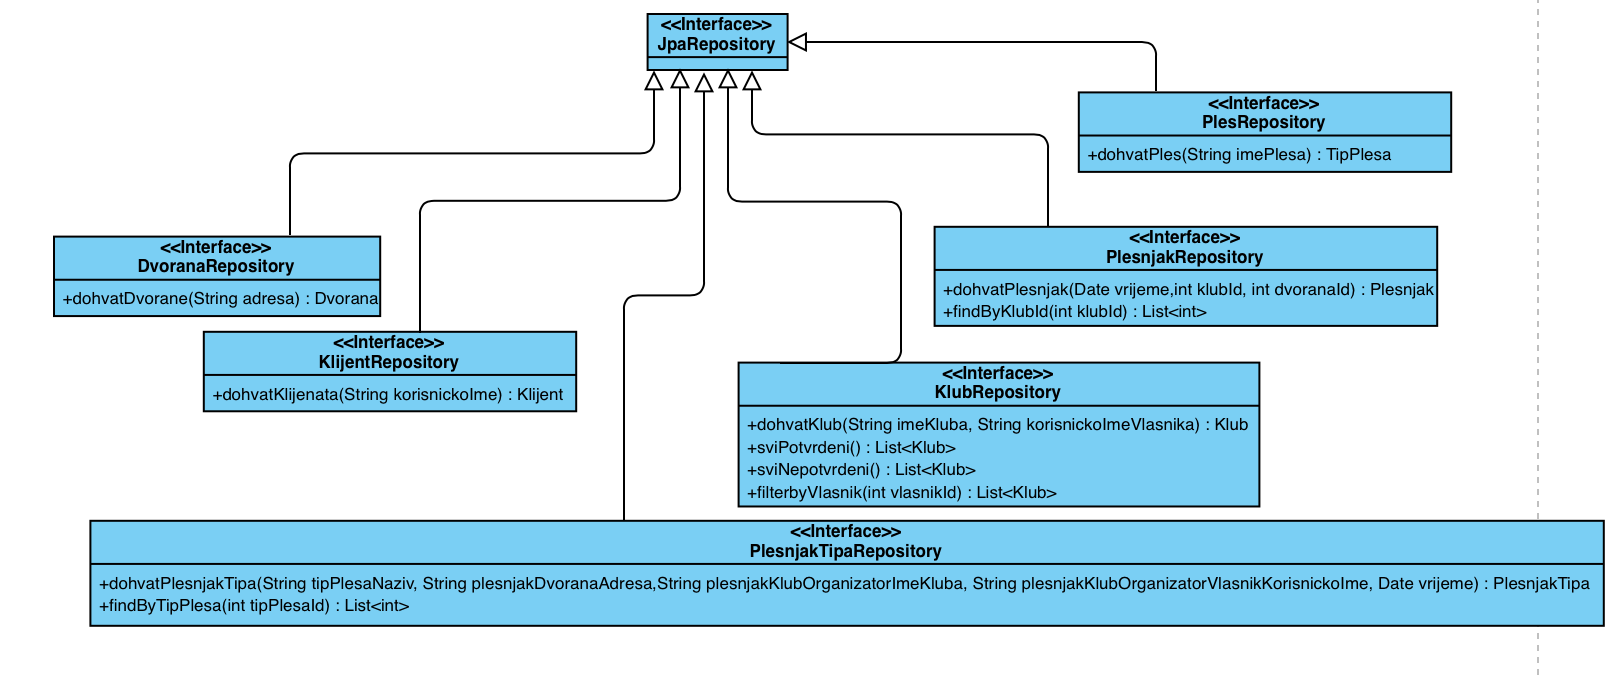 <<Interface>>
JpaRepository
<<Interface>>
PlesRepository
+dohvatPles(String imePlesa) : TipPlesa
<<Interface>>
DvoranaRepository
+dohvatDvorane(String adresa) : Dvorana
<<Interface>>
PlesnjakRepository
+dohvatPlesnjak(Date vrijeme,int klubId, int dvoranaId) : Plesnjak
+findByKlubId(int klubId) : List<int>
<<Interface>>
KlijentRepository
+dohvatKlijenata(String korisnickoIme) : Klijent
<<Interface>>
KlubRepository
+dohvatKlub(String imeKluba, String korisnickoImeVlasnika) : Klub
+sviPotvrdeni() : List<Klub>
+sviNepotvrdeni() : List<Klub>
+filterbyVlasnik(int vlasnikId) : List<Klub>
<<Interface>>
PlesnjakTipaRepository
+dohvatPlesnjakTipa(String tipPlesaNaziv, String plesnjakDvoranaAdresa,String plesnjakKlubOrganizatorImeKluba, String plesnjakKlubOrganizatorVlasnikKorisnickoIme, Date vrijeme) : PlesnjakTipa
+findByTipPlesa(int tipPlesaId) : List<int>